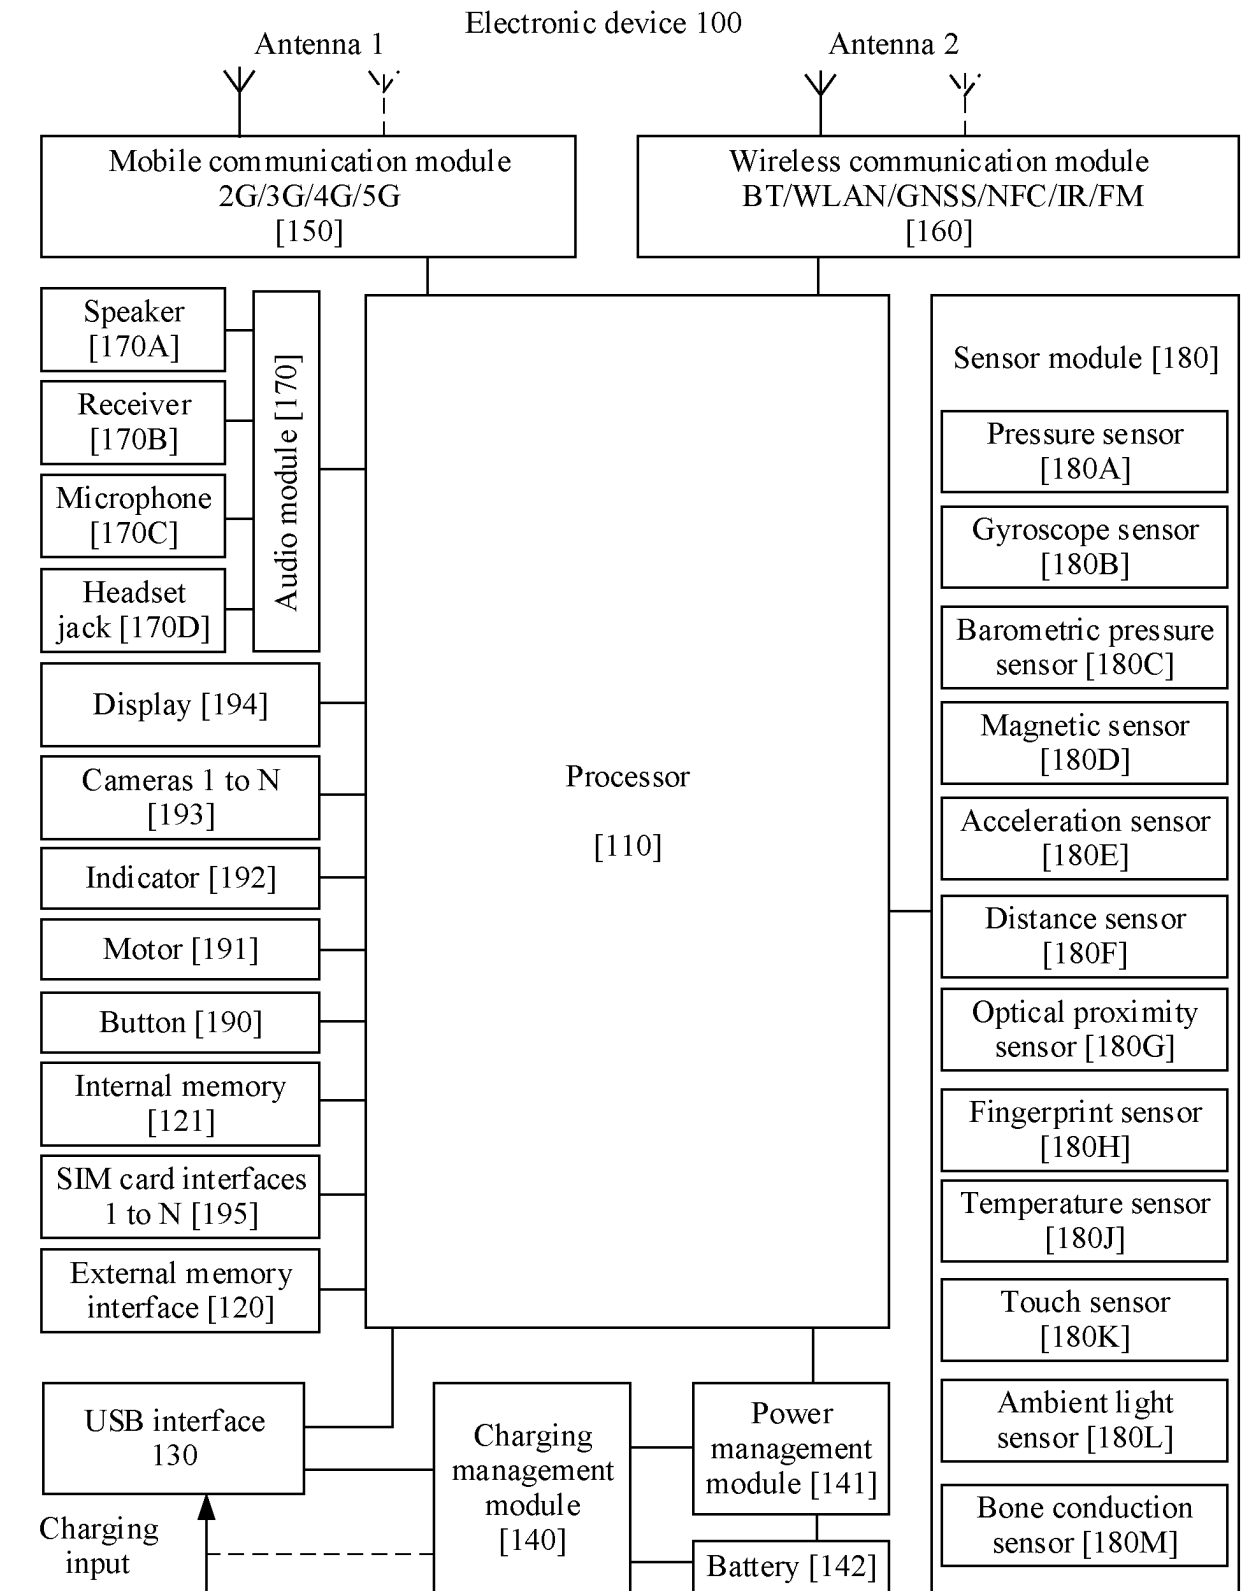 Electronic device 100
Antenna 1
Antenna 2
Mobile communication module
2G/3G/4G/5G
[150]
Wireless communication module
BT/WLAN/GNSS/NFC/IR/FM
[160]
Speaker
[170A]
Receiver
[170B]
Microphone
[170C]
Headset
jack [170D]
Audio module [170]
Display [194]
Cameras 1 to N
[193]
Indicator [192]
Motor [191]
Button [190]
Internal memory
[121]
SIM card interfaces
1 to N [195]
External memory
interface [120]
Processor
[110]
Sensor module [180]
Pressure sensor
[180A]
Gyroscope sensor
[180B]
Barometric pressure
sensor [180C]
Magnetic sensor
[180D]
Acceleration sensor
[180E]
Distance sensor
[180F]
Optical proximity
sensor [180G]
Fingerprint sensor
[180H]
Temperature sensor
[180J]
Touch sensor
[180K]
Ambient light
sensor [180L]
Bone conduction
sensor [180M]
USB interface
130
Charging
input
Charging
management
module
[140]
Power
management
module [141]
Battery [142]